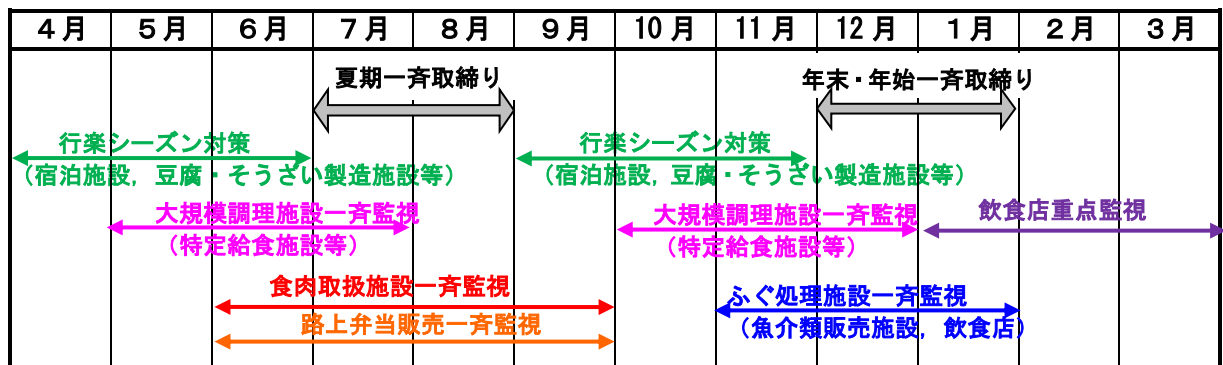 ４月 ５月 ６月 ７月 ８月 ９月 10月 11月 12月 １月 ２月 ３月
夏期一斉取締り 年末・年始一斉取締り
行楽シーズン対策 行楽シーズン対策
（宿泊施設，豆腐・そうざい製造施設等） （宿泊施設，豆腐・そうざい製造施設等）
大規模調理施設一斉監視 大規模調理施設一斉監視 飲食店重点監視
（特定給食施設等） （特定給食施設等）
食肉取扱施設一斉監視 ふぐ処理施設一斉監視
路上弁当販売一斉監視 （魚介類販売施設，飲食店）